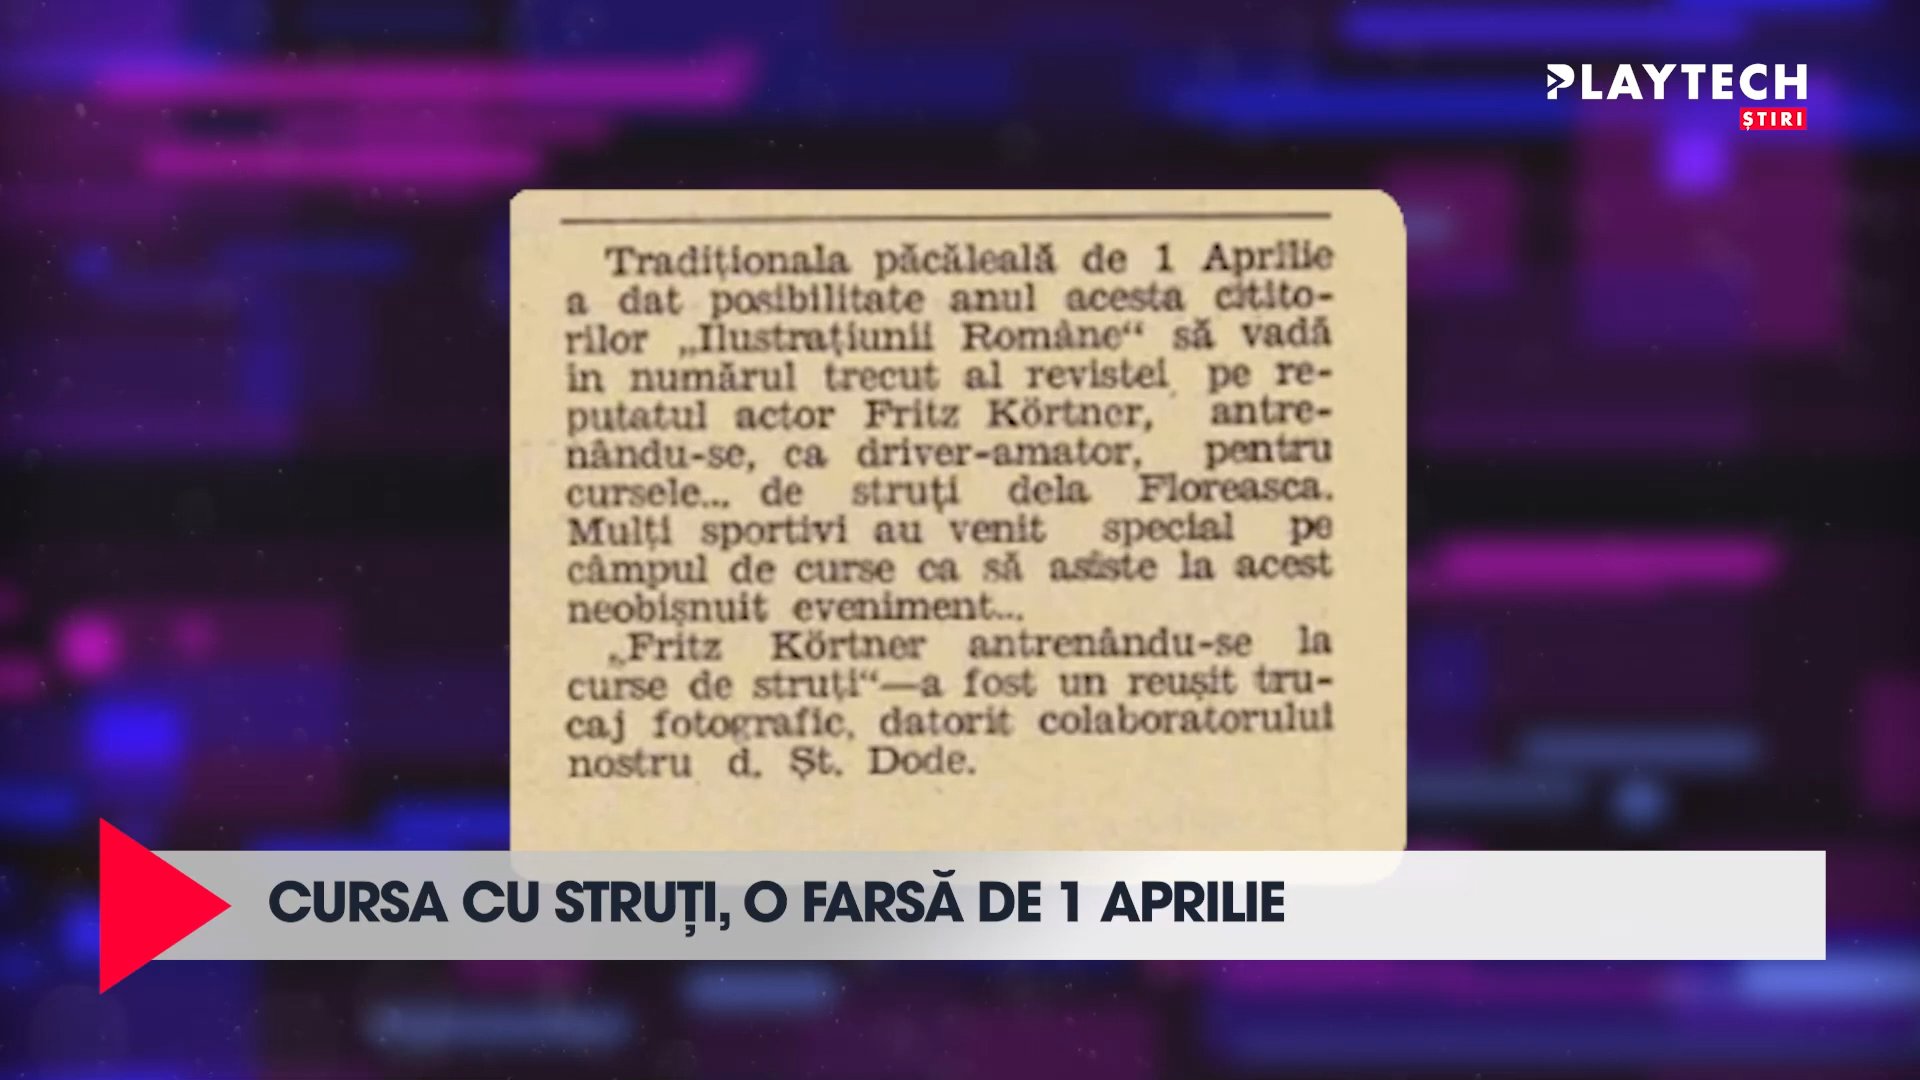 PLAYTECH
ȘTIRI
Tradiționala păcăleală de 1 Aprilie
a dat posibilitate anul acesta citito-
rilor „Ilustrațiunii Române“ să vadă
în numărul trecut al revistei pe re-
putatul actor Fritz Körtner, antre-
nându-se, ca driver-amator, pentru
cursele... de struți dela Floreasca.
Mulți sportivi au venit special pe
câmpul de curse ca să asiste la acest
neobișnuit eveniment...
„Fritz Körtner antrenându-se la
curse de struți“—a fost un reușit tru-
caj fotografic, datorit colaboratorului
nostru d. Șt. Dode.
CURSA CU STRUȚI, O FARSĂ DE 1 APRILIE